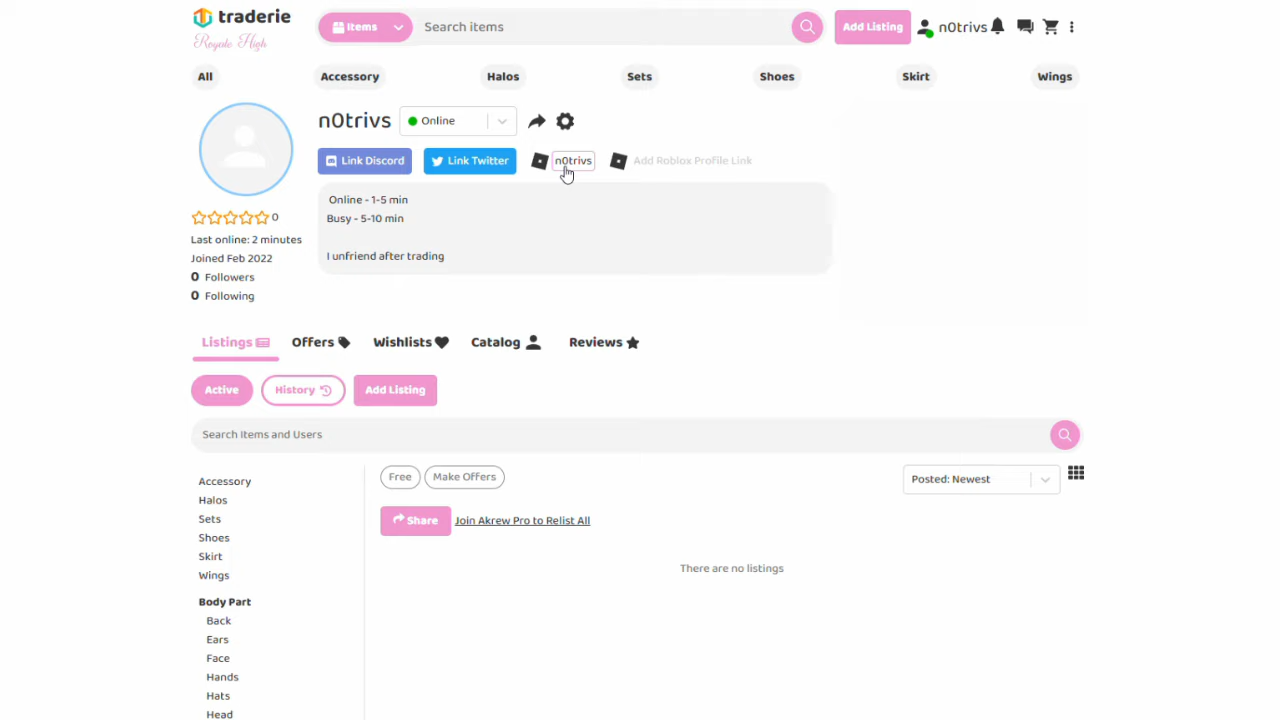 traderie
Royale High
Items
Search items
Add Listing
n0trivs
All
Accessory
Halos
Sets
Shoes
Skirt
Wings
n0trivs
Online
Link Discord
Link Twitter
n0trivs
Add Roblox Profile Link
Online - 1-5 min
Busy - 5-10 min
I unfriend after trading
0
Last online: 2 minutes
Joined Feb 2022
0 Followers
0 Following
Listings
Offers
Wishlists
Catalog
Reviews
Active
History
Add Listing
Search Items and Users
Accessory
Halos
Sets
Shoes
Skirt
Wings
Body Part
Back
Ears
Face
Hands
Hats
Head
Free
Make Offers
Posted: Newest
Share
Join Akrew Pro to Relist All
There are no listings